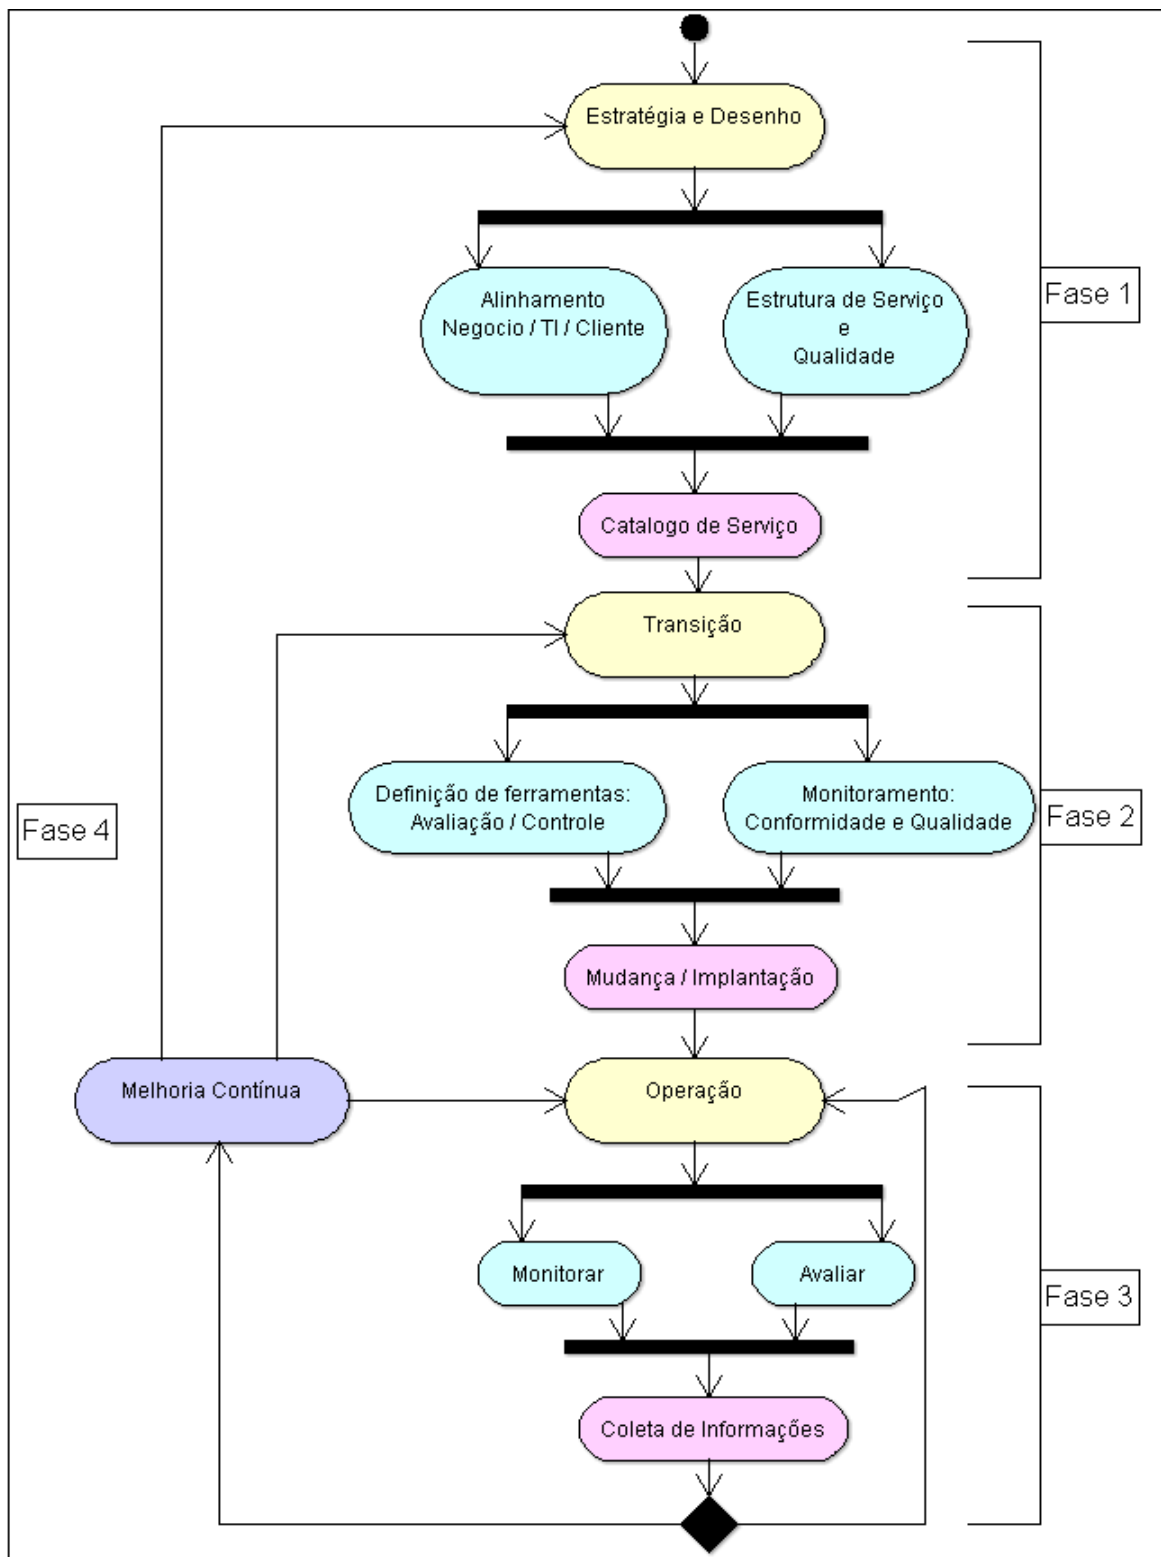 Estratégia e Desenho
Alinhamento
Negocio / TI / Cliente
Estrutura de Serviço
e
Qualidade
Fase 1
Catalogo de Serviço
Transição
Definição de ferramentas:
Avaliação / Controle
Monitoramento:
Conformidade e Qualidade
Fase 2
Fase 4
Mudança / Implantação
Melhoria Contínua
Operação
Monitorar
Avaliar
Fase 3
Coleta de Informações